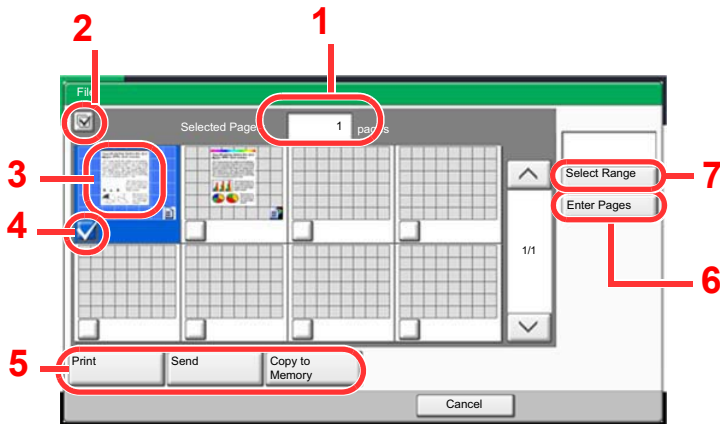 1
2
File
Selected Page
1
pages
3
7
Select Range
4
Enter Pages
6
1/1
5
Print
Send
Copy to
Memory
Cancel